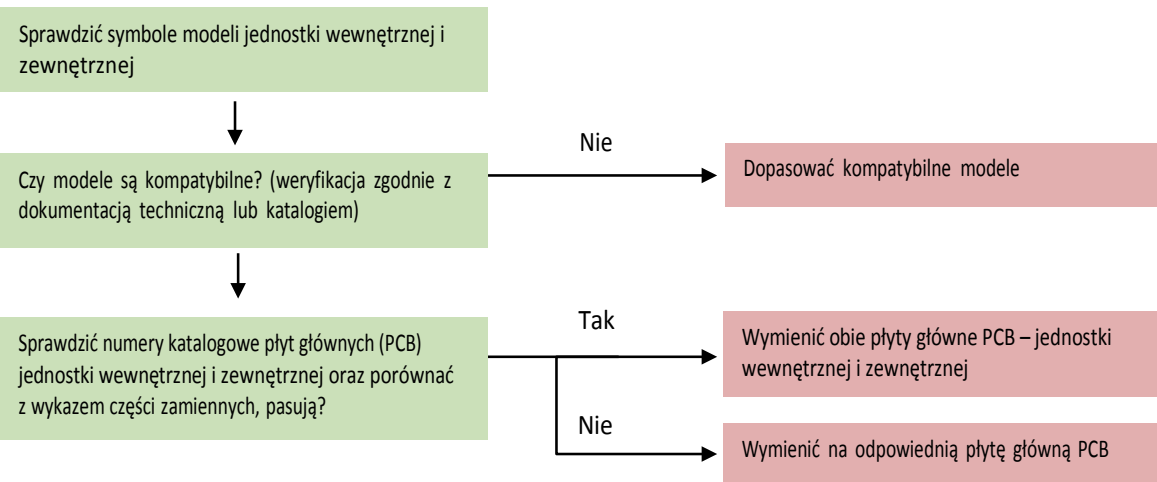 Sprawdzić symbole modeli jednostki wewnętrznej i
zewnętrznej
Nie
Czy modele są kompatybilne? (weryfikacja zgodnie z
dokumentacją techniczną lub katalogiem)
Dopasować kompatybilne modele
Tak
Sprawdzić numery katalogowe płyt głównych (PCB)
jednostki wewnętrznej i zewnętrznej oraz porównać
z wykazem części zamiennych, pasują?
Wymienić obie płyty główne PCB – jednostki
wewnętrznej i zewnętrznej
Nie
Wymienić na odpowiednią płytę główną PCB